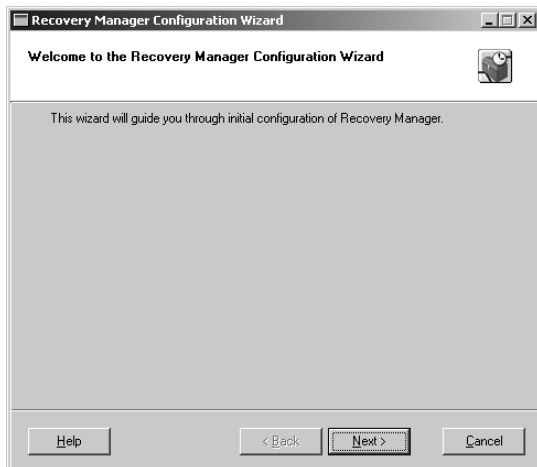 Recovery Manager Configuration Wizard
Welcome to the Recovery Manager Configuration Wizard
This wizard will guide you through initial configuration of Recovery Manager.
Help
< Back
Next >
Cancel